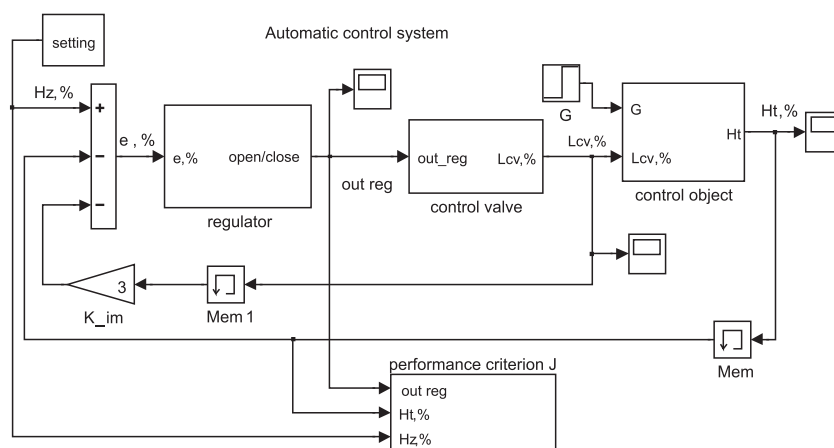 Automatic control system
setting
Hz, %
+
−
−
e , %
e,%
open/close
regulator
out reg
out_reg
Lcv,%
control valve
Lcv,%
G
G
Lcv,%
Ht
control object
Ht,%
3
K_im
Mem 1
Mem
performance criterion J
out reg
Ht,%
Hz,%